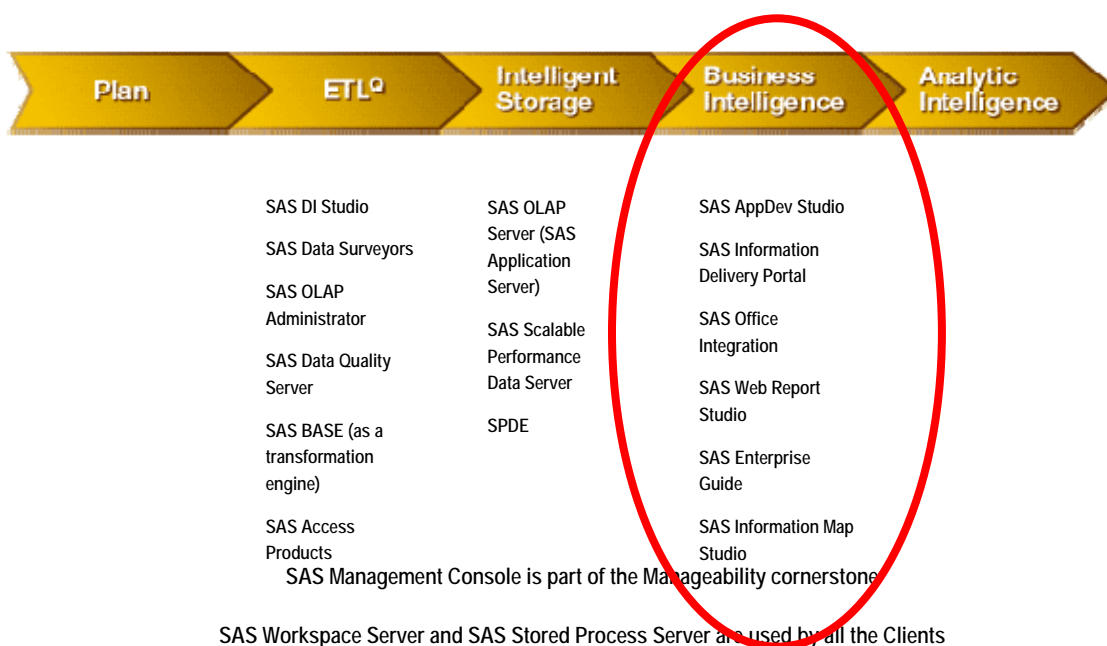 Plan
ETLQ
Intelligent
Storage
Business
Intelligence
Analytic
Intelligence
SAS DI Studio
SAS Data Surveyors
SAS OLAP
Administrator
SAS Data Quality
Server
SAS BASE (as a
transformation
engine)
SAS Access
Products
SAS OLAP
Server (SAS
Application
Server)
SAS Scalable
Performance
Data Server
SPDE
SAS AppDev Studio
SAS Information
Delivery Portal
SAS Office
Integration
SAS Web Report
Studio
SAS Enterprise
Guide
SAS Information Map
Studio
SAS Management Console is part of the Manageability cornerstone
SAS Workspace Server and SAS Stored Process Server are used by all the Clients